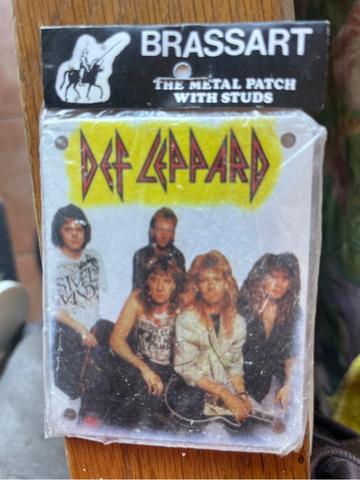 BRASSART
THE METAL PATCH
WITH STUDS
DEF LEPPARD